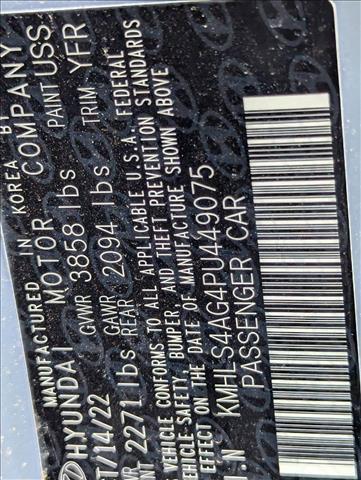 MANUFACTURED IN KOREA BY
HYUNDAI MOTOR COMPANY
/14/22 GVWR 3858 lbs PAINT USS
GAWR 2094 lbs TRIM YFR
2271 lbs REAR
VEHICLE CONFORMS TO ALL APPLICABLE U.S.A. FEDERAL
VEHICLE-SAFETY, BUMPER AND THEFT PREVENTION STANDARDS
EFFECT ON THE DATE OF MANUFACTURE SHOWN ABOVE
KMHLS4AG4PU449075
PASSENGER CAR